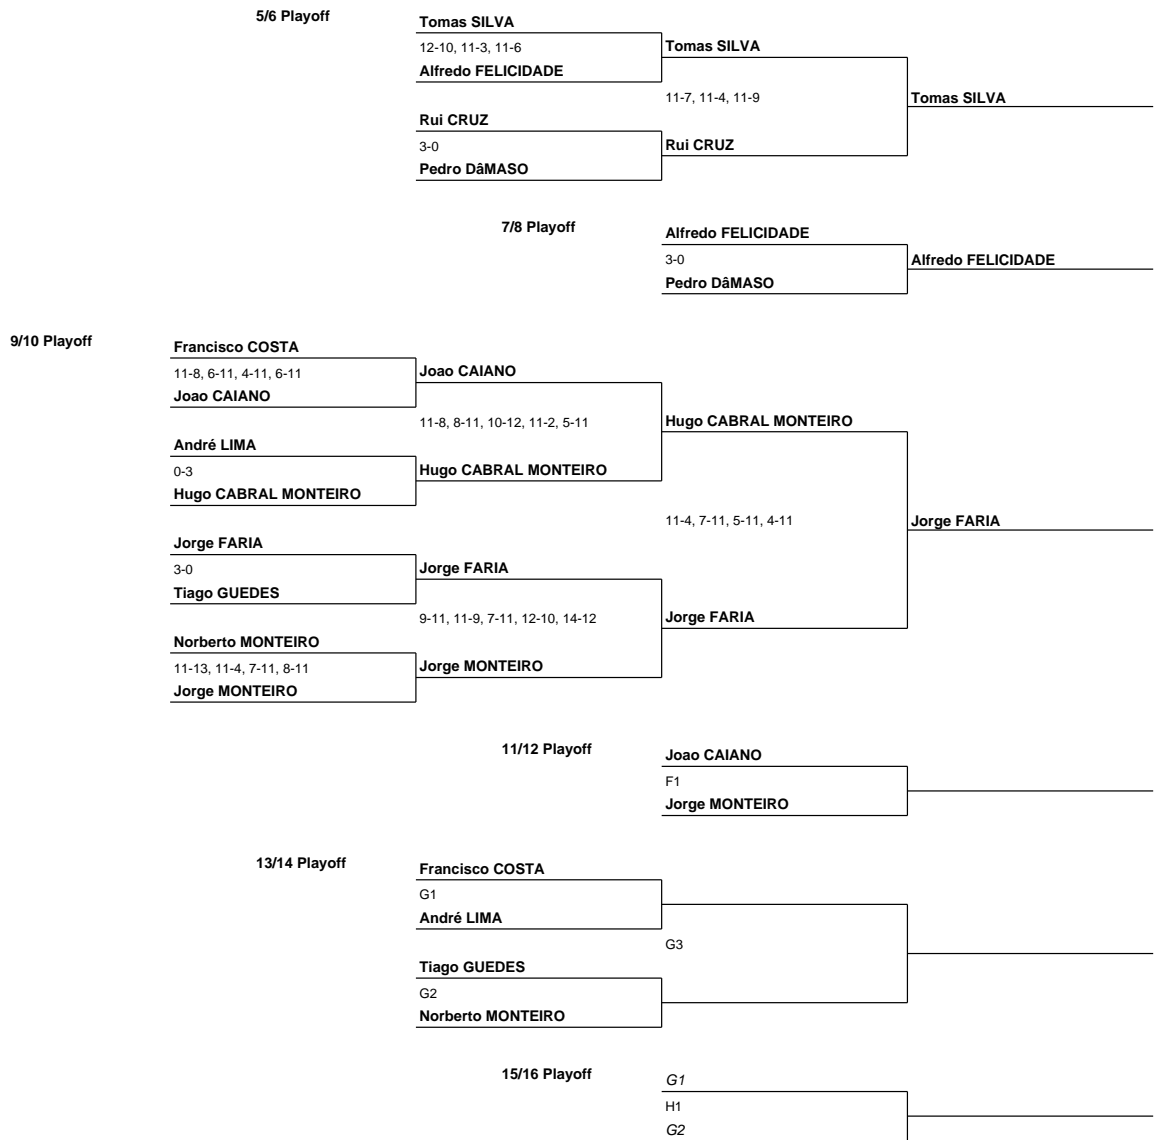 5/6 Playoff
Tomas SILVA
12-10, 11-3, 11-6
Alfredo FELICIDADE
Tomas SILVA
11-7, 11-4, 11-9
Tomas SILVA
Rui CRUZ
3-0
Pedro DâMASO
Rui CRUZ
7/8 Playoff
Alfredo FELICIDADE
3-0
Pedro DâMASO
Alfredo FELICIDADE
9/10 Playoff
Francisco COSTA
11-8, 6-11, 4-11, 6-11
Joao CAIANO
Joao CAIANO
11-8, 8-11, 10-12, 11-2, 5-11
Hugo CABRAL MONTEIRO
André LIMA
0-3
Hugo CABRAL MONTEIRO
Hugo CABRAL MONTEIRO
11-4, 7-11, 5-11, 4-11
Jorge FARIA
Jorge FARIA
3-0
Tiago GUEDES
Jorge FARIA
9-11, 11-9, 7-11, 12-10, 14-12
Jorge FARIA
Norberto MONTEIRO
11-13, 11-4, 7-11, 8-11
Jorge MONTEIRO
Jorge MONTEIRO
11/12 Playoff
Joao CAIANO
F1
Jorge MONTEIRO
13/14 Playoff
Francisco COSTA
G1
André LIMA
G3
Tiago GUEDES
G2
Norberto MONTEIRO
15/16 Playoff
G1
H1
G2